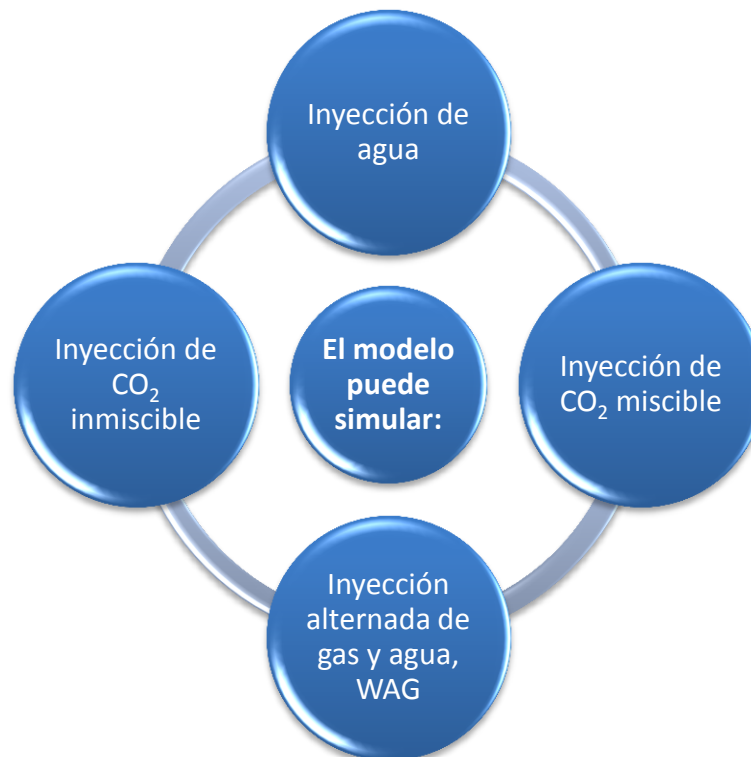 Inyección de
agua
Inyección de
CO₂
inmiscible
El modelo
puede
simular:
Inyección de
CO₂ miscible
Inyección
alternada de
gas y agua,
WAG